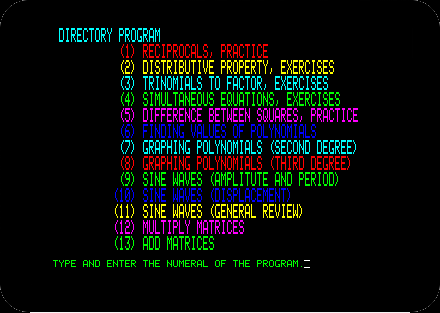 DIRECTORY PROGRAM
(1) RECIPROCALS, PRACTICE
(2) DISTRIBUTIVE PROPERTY, EXERCISES
(3) TRINOMIALS TO FACTOR, EXERCISES
(4) SIMULTANEOUS EQUATIONS, EXERCISES
(5) DIFFERENCE BETWEEN SQUARES, PRACTICE
(6) FINDING VALUES OF POLYNOMIALS
(7) GRAPHING POLYNOMIALS (SECOND DEGREE)
(8) GRAPHING POLYNOMIALS (THIRD DEGREE)
(9) SINE WAVES (AMPLITUTE AND PERIOD)
(10) SINE WAVES (DISPLACEMENT)
(11) SINE WAVES (GENERAL REVIEW)
(12) MULTIPLY MATRICES
(13) ADD MATRICES
TYPE AND ENTER THE NUMERAL OF THE PROGRAM._